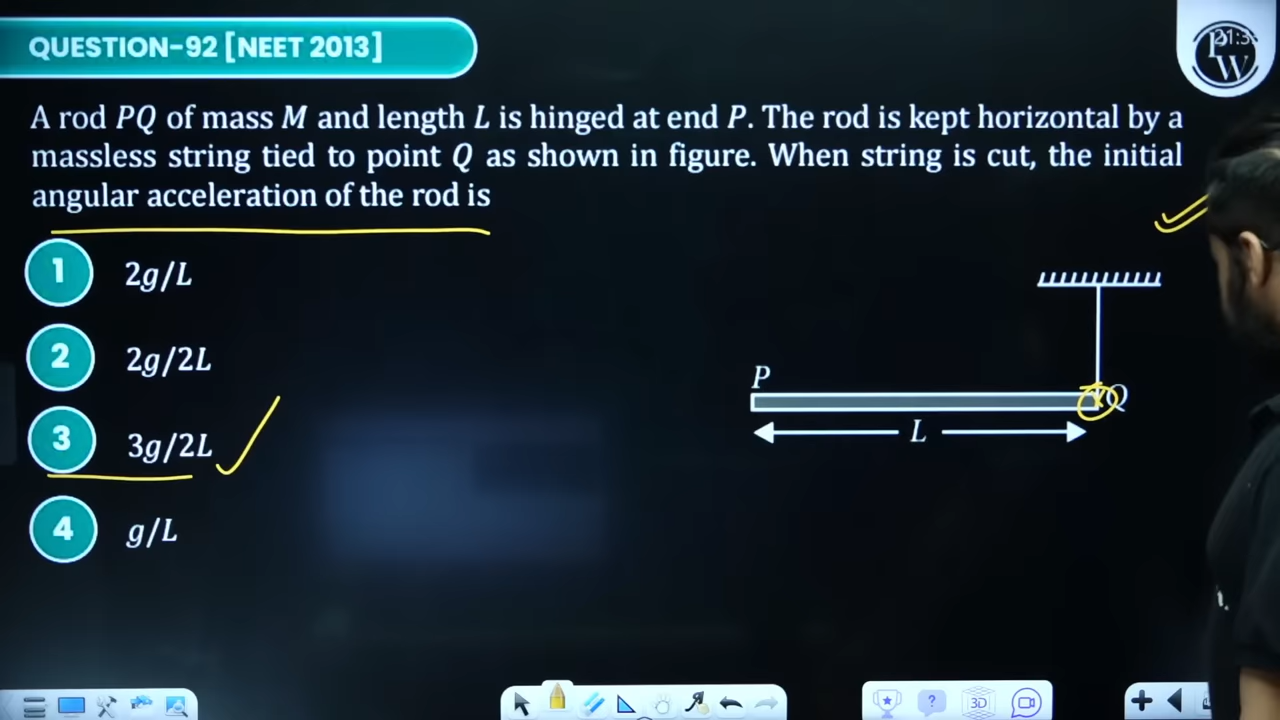 QUESTION-92 [NEET 2013]
A rod PQ of mass M and length L is hinged at end P. The rod is kept horizontal by a
massless string tied to point Q as shown in figure. When string is cut, the initial
angular acceleration of the rod is
1 2g/L
2 2g/2L
3 3g/2L
4 g/L
P
Q
L
P
W
?
3D